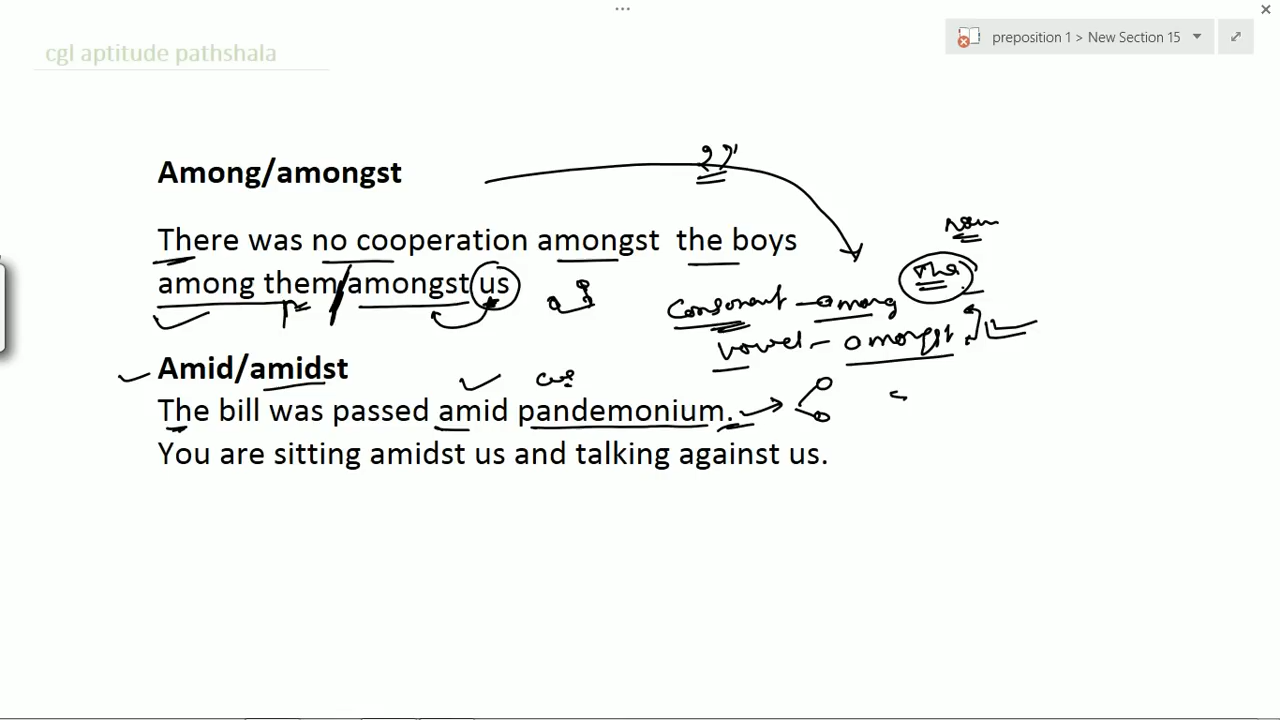 cgl aptitude pathshala
preposition 1 > New Section 15
Among/amongst
There was no cooperation amongst the boys
among them/amongst us
The
Consonant - among
vowel - amongst
Amid/amidst
The bill was passed amid pandemonium.
You are sitting amidst us and talking against us.